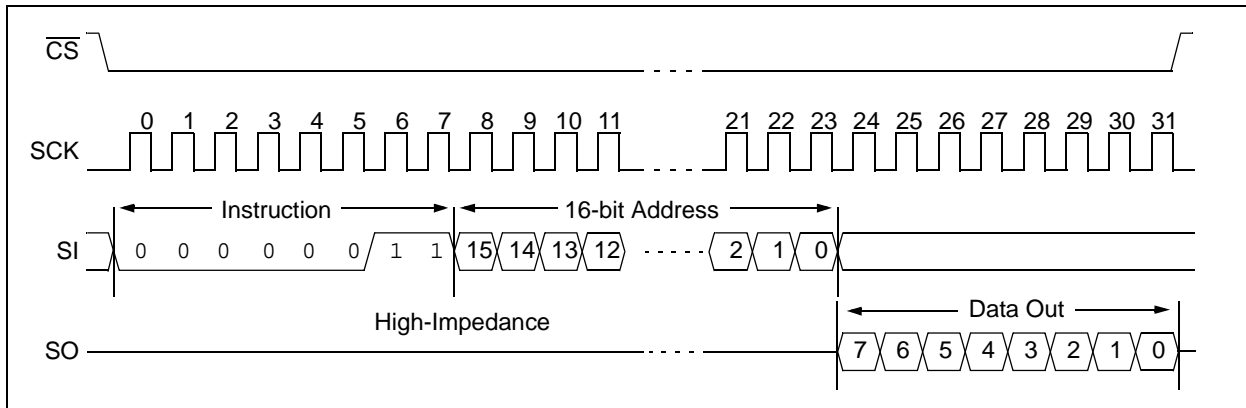 CS
0 1 2 3 4 5 6 7 8 9 10 11 21 22 23 24 25 26 27 28 29 30 31
SCK
Instruction 16-bit Address
SI 0 0 0 0 0 0 1 1 15 14 13 12 2 1 0
Data Out
High-Impedance
SO 7 6 5 4 3 2 1 0